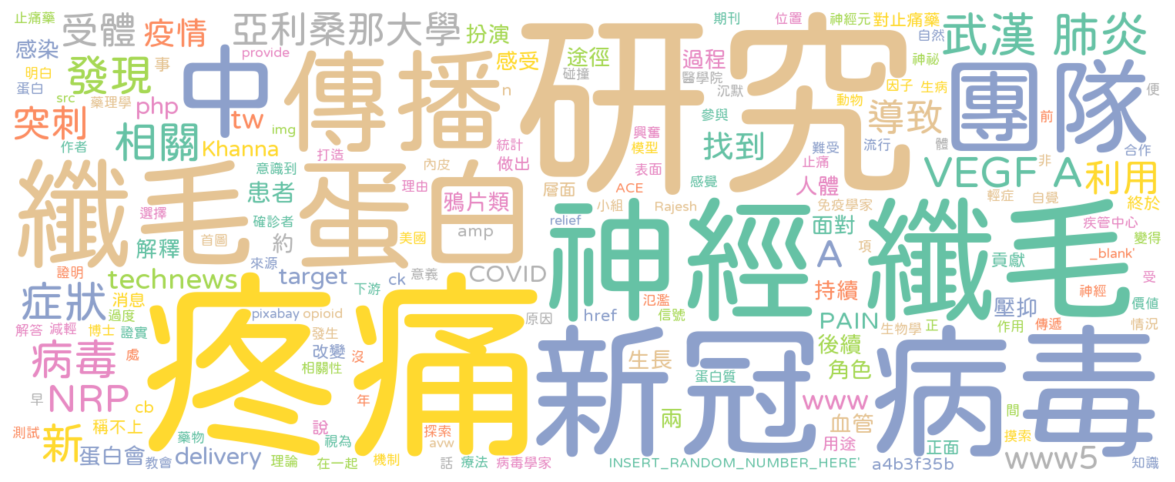 止痛藥
受體
疫情
亞利桑那大學
扮演
期刊
位置
神經元
對止痛藥
武漢 肺炎
感染
provide
感受
途徑
過程
自然
發現
中
傳播
研究
碰撞
醫學院
神祕
團隊
明白
事
蛋白
src
藥理學
php
n
沉默
因子
生病
便
動物
突刺
作者
img
tw
相關
Khanna
參與
導致
前
體
合作
意識到
打造
統計
做出
興奮
模型
找到
難受
流行
非
纖毛蛋白
內皮
表面
止痛
VEGF A
利用
患者
理由
鴉片類
層面
ACE
感覺
人體
輕症
自覺
終於
選擇
確診者
小組
Rajesh
免疫學家
解釋
首圖
約
美國
amp
relief
神經纖毛
面對
疾管中心
項
變得
來源
證明
technews
target
ck
意義
COVID
A
貢獻
_blank'
受
症狀
消息
過度
下游
氾濫
href
持續
神經
價值
解答
減輕
博士
證實
pixabay
opioid
原因
信號
PAIN
壓抑
疼痛
發生
生物學
正
作用
傳遞
情況
病毒
處
改變
沒
新冠病毒
後續
相關性
生長
角色
早
NRP
cb
年
蛋白質
www
間
稱不上
說
兩
血管
測試
新
藥物
視為
探索
avw
用途
正面
摸索
蛋白會
教會
delivery
理論
在一起
機制
話
療法
病毒學家
INSERT_RANDOM_NUMBER_HERE'
a4b3f35b
www5
知識